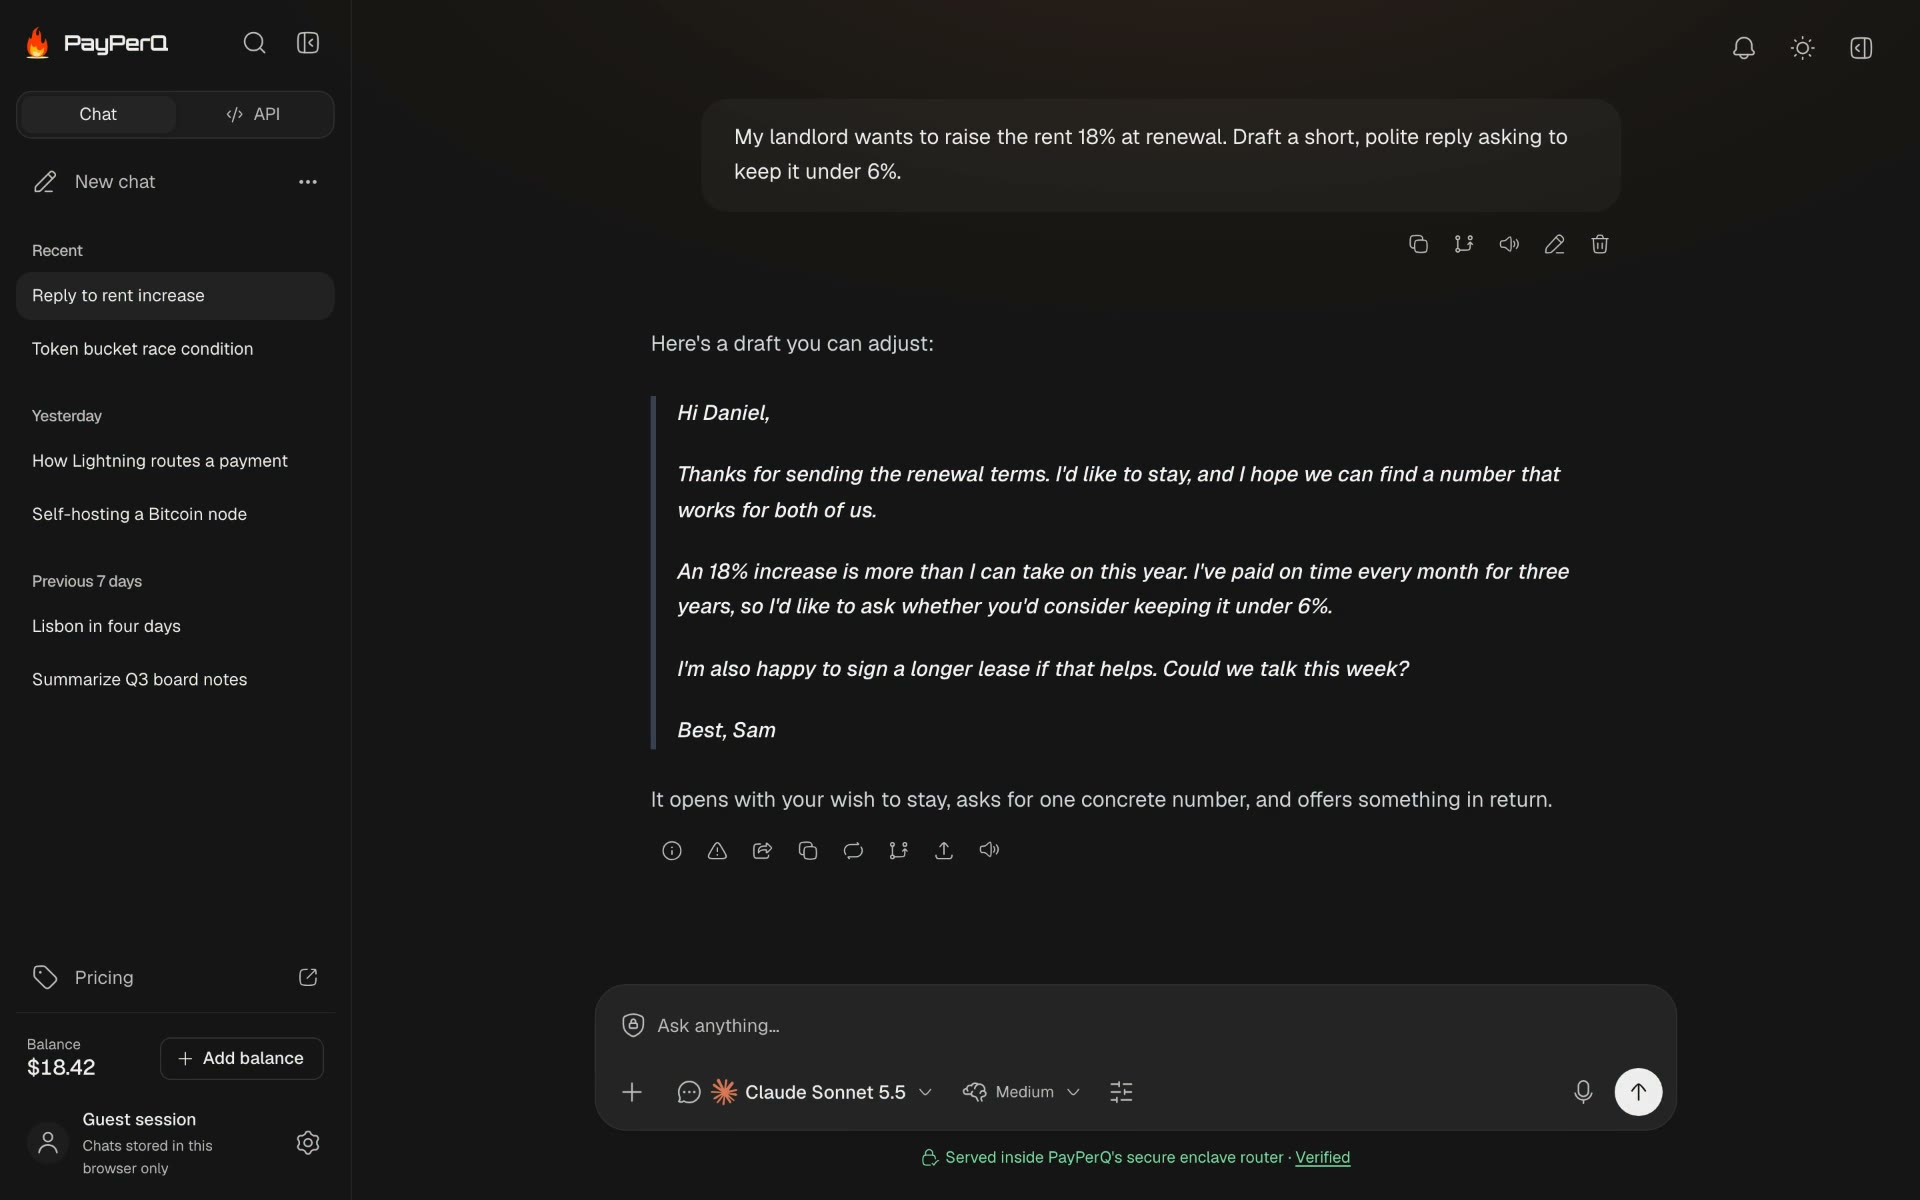 PayPerQ
Chat
API
New chat
Recent
Reply to rent increase
Token bucket race condition
Yesterday
How Lightning routes a payment
Self-hosting a Bitcoin node
Previous 7 days
Lisbon in four days
Summarize Q3 board notes
Pricing
Balance
$18.42
Add balance
Guest session
Chats stored in this
browser only
My landlord wants to raise the rent 18% at renewal. Draft a short, polite reply asking to
keep it under 6%.
Here's a draft you can adjust:
Hi Daniel,
Thanks for sending the renewal terms. I'd like to stay, and I hope we can find a number that
works for both of us.
An 18% increase is more than I can take on this year. I've paid on time every month for three
years, so I'd like to ask whether you'd consider keeping it under 6%.
I'm also happy to sign a longer lease if that helps. Could we talk this week?
Best, Sam
It opens with your wish to stay, asks for one concrete number, and offers something in return.
Ask anything...
Claude Sonnet 5.5
Medium
Served inside PayPerQ's secure enclave router · Verified